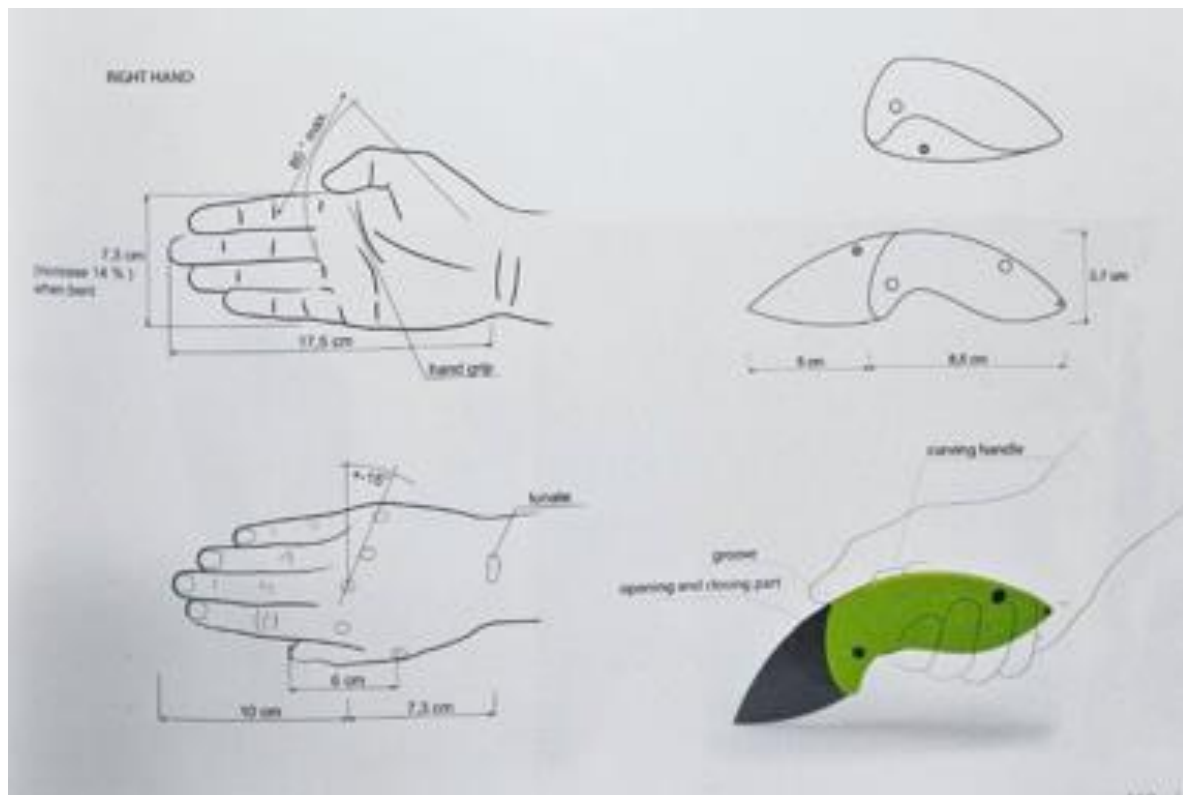 RIGHT HAND
80° max
7,3 cm
(increase 14 % )
when bent
17,5 cm
hand grip
3,7 cm
5 cm
8,5 cm
lunate
6 cm
10 cm
7,3 cm
curving handle
groove
opening and closing part